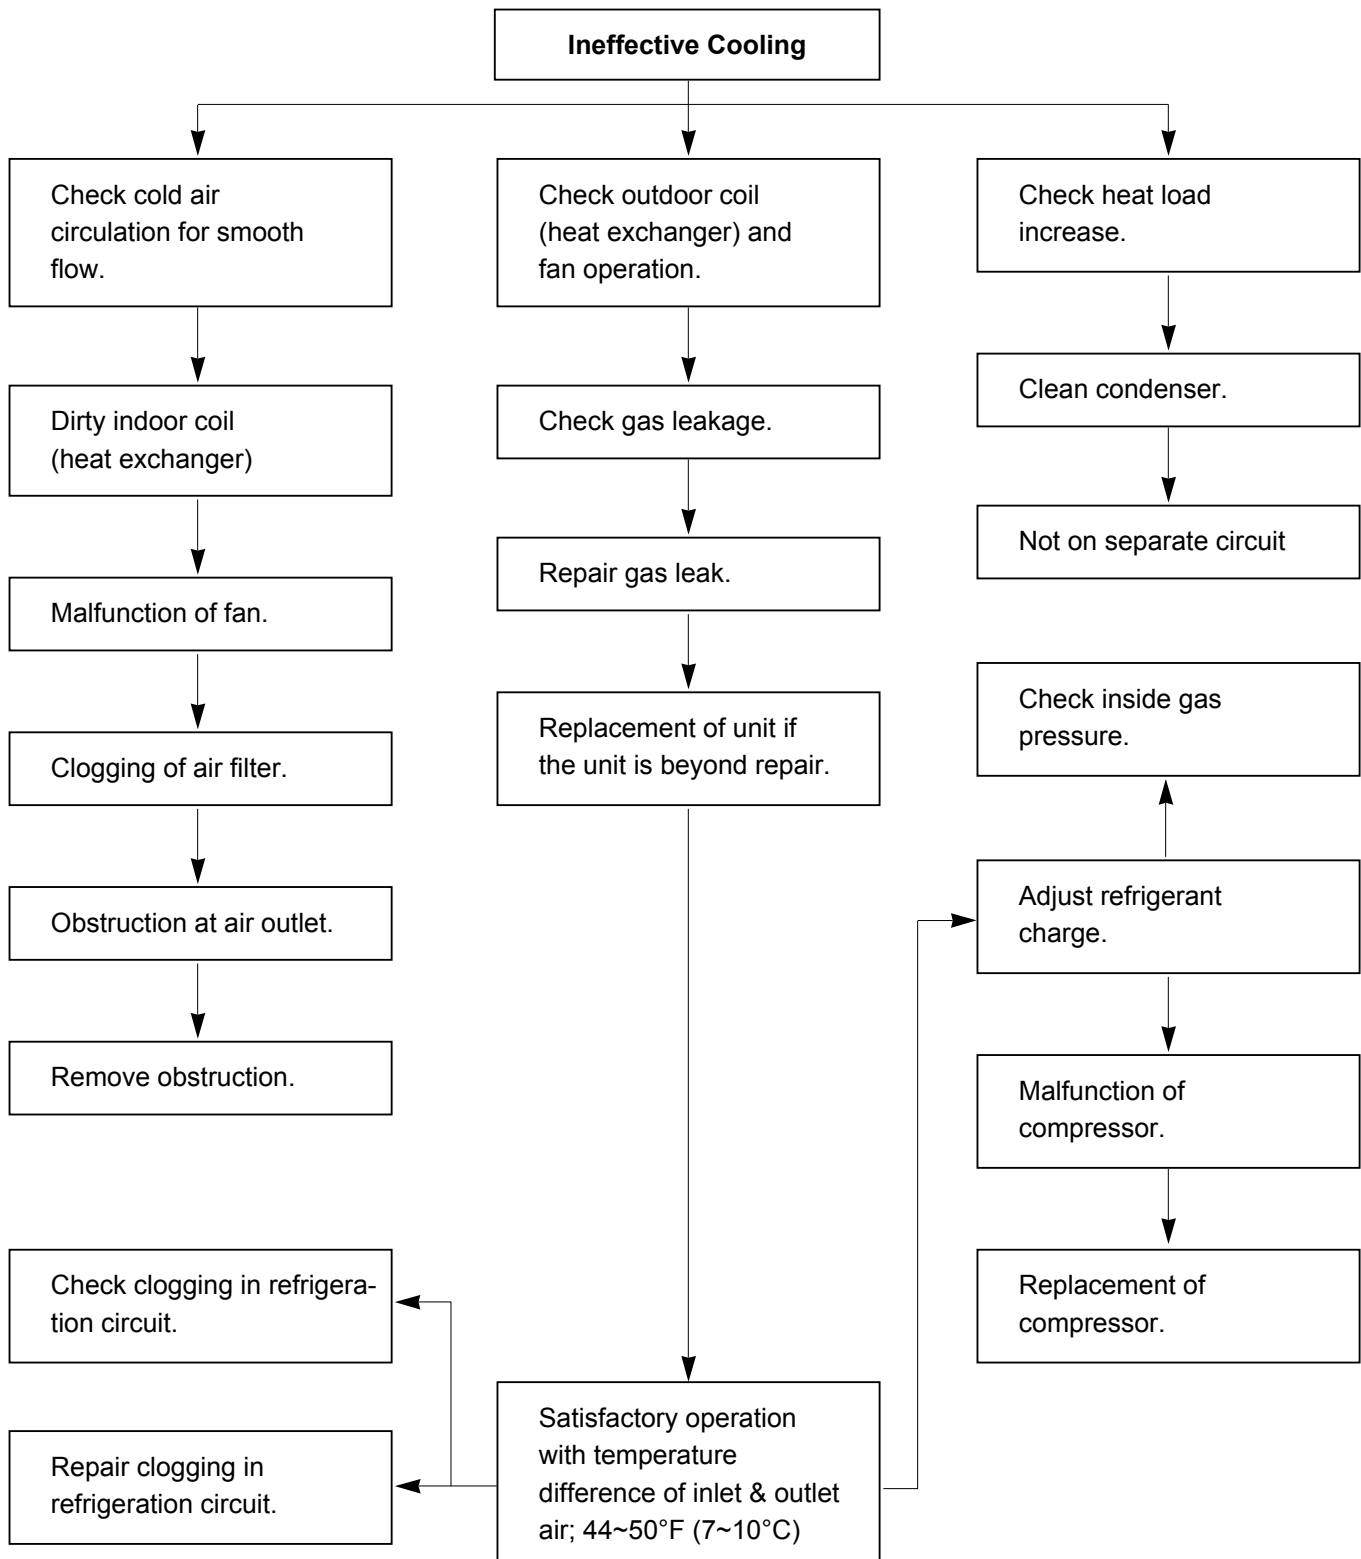 Ineffective Cooling
Check cold air
circulation for smooth
flow.
Dirty indoor coil
(heat exchanger)
Malfunction of fan.
Clogging of air filter.
Obstruction at air outlet.
Remove obstruction.
Check outdoor coil
(heat exchanger) and
fan operation.
Check gas leakage.
Repair gas leak.
Replacement of unit if
the unit is beyond repair.
Check heat load
increase.
Clean condenser.
Not on separate circuit
Check inside gas
pressure.
Adjust refrigerant
charge.
Malfunction of
compressor.
Replacement of
compressor.
Check clogging in refrigera-
tion circuit.
Repair clogging in
refrigeration circuit.
Satisfactory operation
with temperature
difference of inlet & outlet
air; 44~50°F (7~10°C)